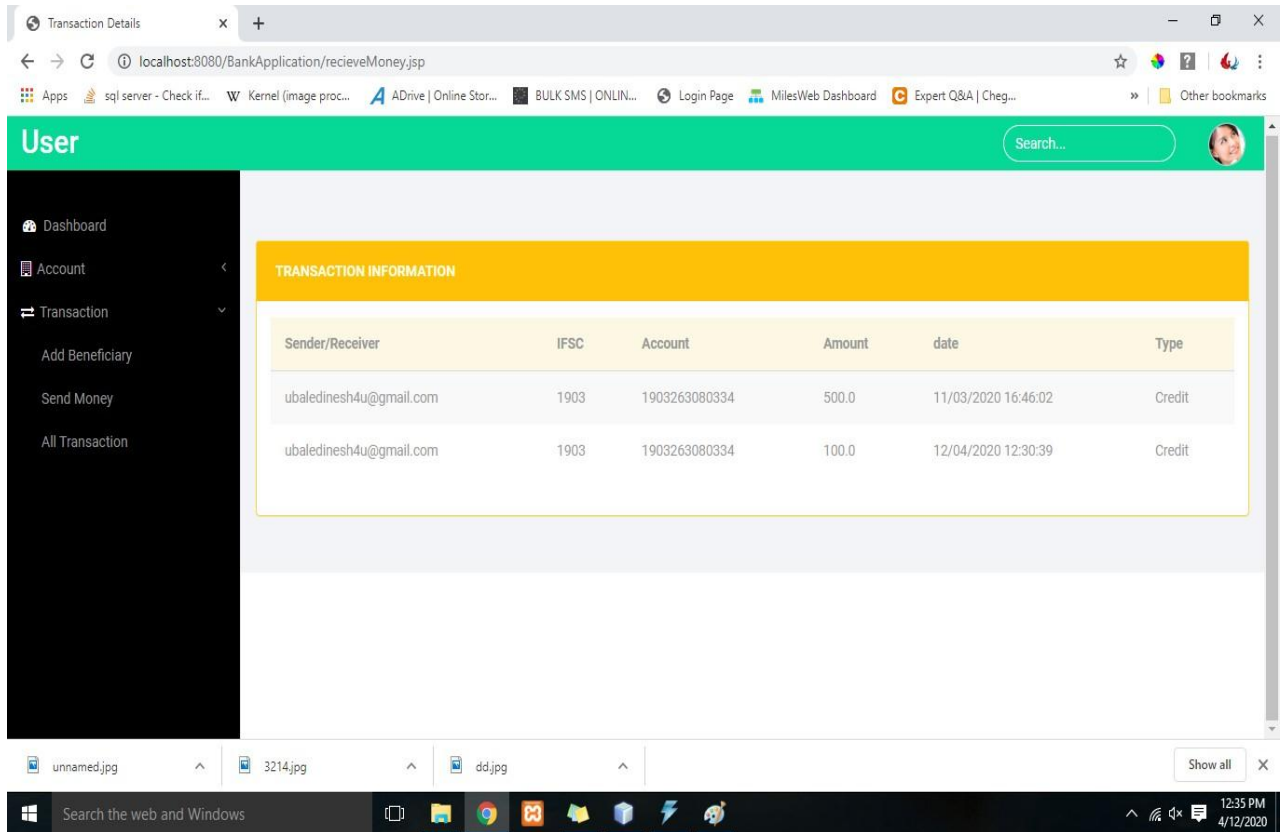 Transaction Details
localhost:8080/BankApplication/recieveMoney.jsp
Apps sql server - Check if... Kernel (image proc... ADrive | Online Stor... BULK SMS | ONLIN... Login Page MilesWeb Dashboard Expert Q&A | Cheg... » Other bookmarks
User Search...
Dashboard
Account
Transaction
Add Beneficiary
Send Money
All Transaction
TRANSACTION INFORMATION
Sender/Receiver IFSC Account Amount date Type
ubaledinesh4u@gmail.com 1903 1903263080334 500.0 11/03/2020 16:46:02 Credit
ubaledinesh4u@gmail.com 1903 1903263080334 100.0 12/04/2020 12:30:39 Credit
unnamed.jpg 3214.jpg dd.jpg Show all
Search the web and Windows
12:35 PM
4/12/2020